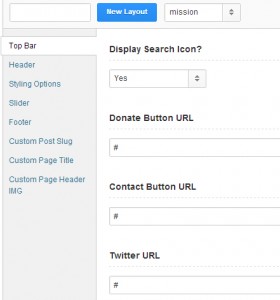 New Layout
mission
Top Bar
Header
Styling Options
Slider
Footer
Custom Post Slug
Custom Page Title
Custom Page Header
IMG
Display Search Icon?
Yes
Donate Button URL
#
Contact Button URL
#
Twitter URL
#